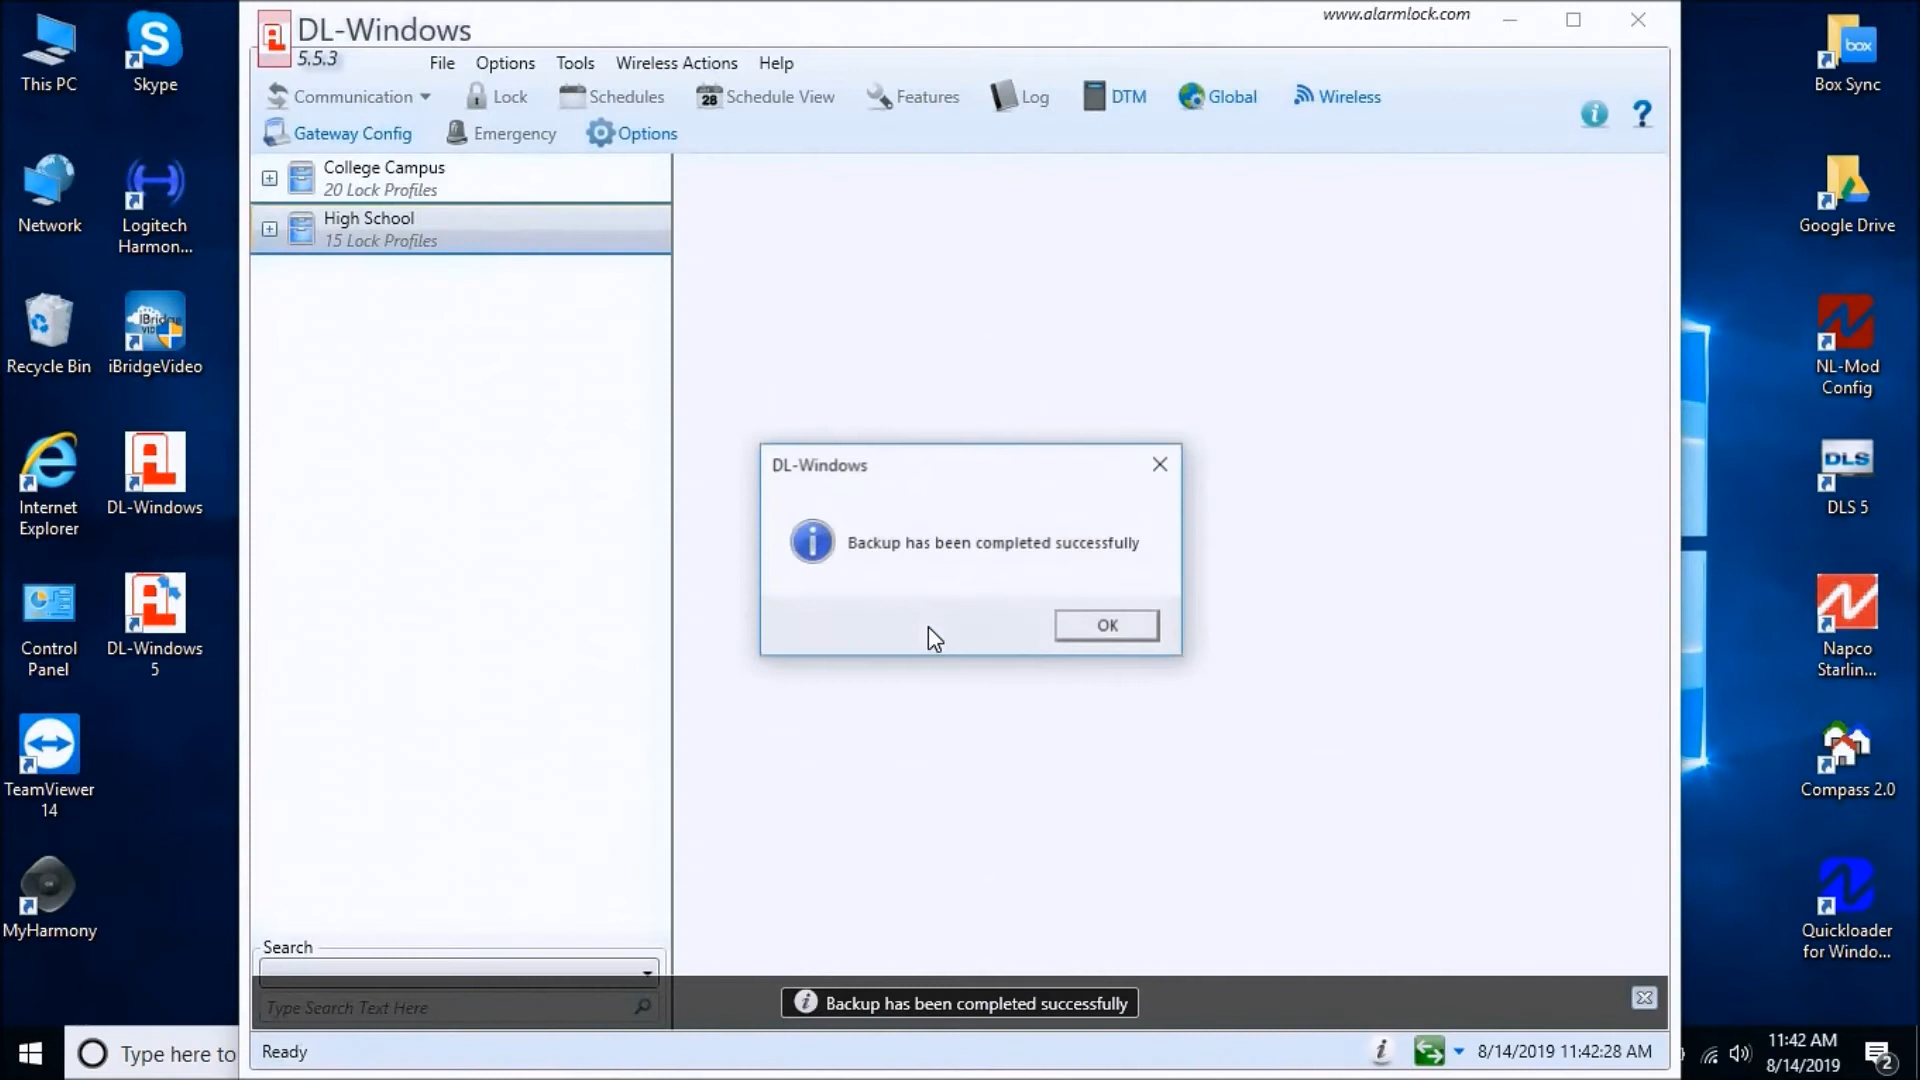 This PC
Skype
Network
Logitech
Harmon...
Recycle Bin
iBridge
VIDEO
iBridgeVideo
Internet
Explorer
DL-Windows
Control
Panel
DL-Windows
5
TeamViewer
14
MyHarmony
DL-Windows
5.5.3
www.alarmlock.com
File Options Tools Wireless Actions Help
Communication Lock Schedules 28 Schedule View Features Log DTM Global Wireless
Gateway Config Emergency Options
?
College Campus
20 Lock Profiles
High School
15 Lock Profiles
DL-Windows
Backup has been completed successfully
OK
Search
Type Search Text Here
Backup has been completed successfully
Ready
8/14/2019 11:42:28 AM
box
Box Sync
Google Drive
NL-Mod
Config
DLS
DLS 5
Napco
Starlin...
Compass 2.0
Quickloader
for Windo...
Type here to
11:42 AM
8/14/2019
2